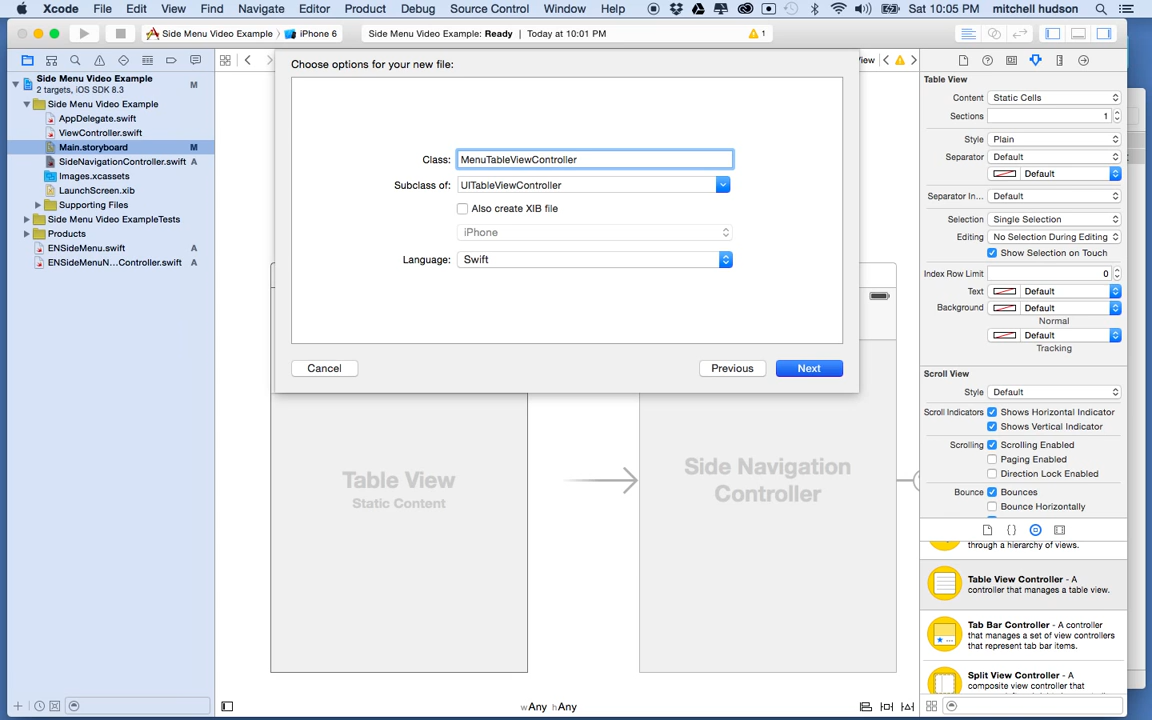 Xcode File Edit View Find Navigate Editor Product Debug Source Control Window Help Sat 10:05 PM mitchell hudson
Side Menu Video Example iPhone 6
Side Menu Video Example: Ready | Today at 10:01 PM 1
Side Menu Video Example M
2 targets, iOS SDK 8.3
Side Menu Video Example
AppDelegate.swift
ViewController.swift
Main.storyboard M
SideNavigationController.swift A
Images.xcassets
LaunchScreen.xib
Supporting Files
Side Menu Video ExampleTests
Products
ENSideMenu.swift A
ENSideMenuN...Controller.swift A
Choose options for your new file:
Class: MenuTableViewController
Subclass of: UITableViewController
Also create XIB file
iPhone
Language: Swift
Cancel Previous Next
Table View
Static Content
Side Navigation
Controller
wAny hAny
Table View
Content Static Cells
Sections 1
Style Plain
Separator Default
Default
Separator In... Default
Selection Single Selection
Editing No Selection During Editing
Show Selection on Touch
Index Row Limit 0
Text Default
Background Default
Normal
Default
Tracking
Scroll View
Style Default
Scroll Indicators Shows Horizontal Indicator
Shows Vertical Indicator
Scrolling Scrolling Enabled
Paging Enabled
Direction Lock Enabled
Bounce Bounces
Bounce Horizontally
through a hierarchy of views.
Table View Controller - A
controller that manages a table view.
Tab Bar Controller - A controller
that manages a set of view controllers
that represent tab bar items.
Split View Controller - A
composite view controller that